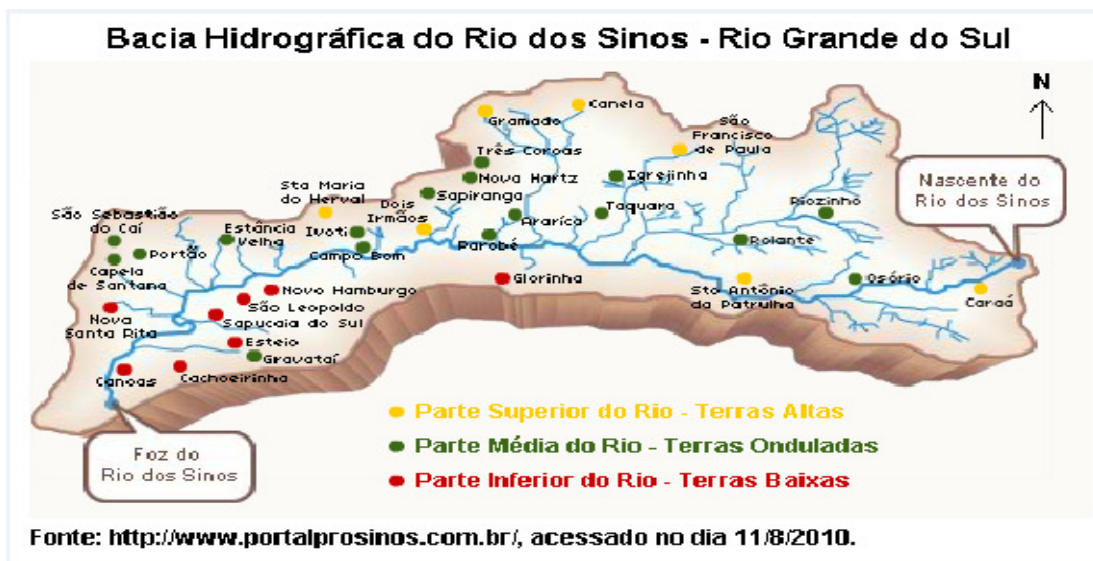 Bacia Hidrográfica do Rio dos Sinos - Rio Grande do Sul
N
Canela
Gramado
São
Francisco
de Paula
Três Coroas
Nova Hartz
Igrejinha
Sta Maria
do Herval
Sapiranga
Dois
Irmãos
Taquara
Riozinho
Nascente do
Rio dos Sinos
São Sebastião
do Caí
Estância
Velha
Ivoti
Araricá
Portão
Campo Bom
Parobé
Rolante
Capela
de Santana
Novo Hamburgo
Glorinha
Sto Antônio
da Patrulha
Osório
Caraá
São Leopoldo
Nova
Santa Rita
Sapucaia do Sul
Esteio
Gravataí
Canoas
Cachoeirinha
Foz do
Rio dos Sinos
Parte Superior do Rio - Terras Altas
Parte Média do Rio - Terras Onduladas
Parte Inferior do Rio - Terras Baixas
Fonte: http://www.portalprosinos.com.br/, acessado no dia 11/8/2010.